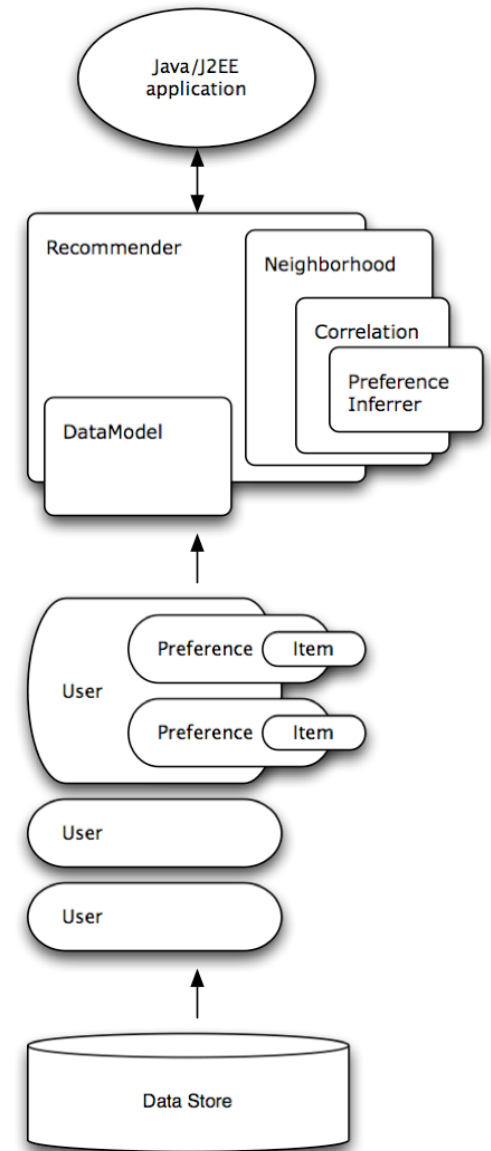 Java/J2EE
application
Recommender
Neighborhood
Correlation
Preference
Inferrer
DataModel
Preference
Item
User
Preference
Item
User
User
Data Store